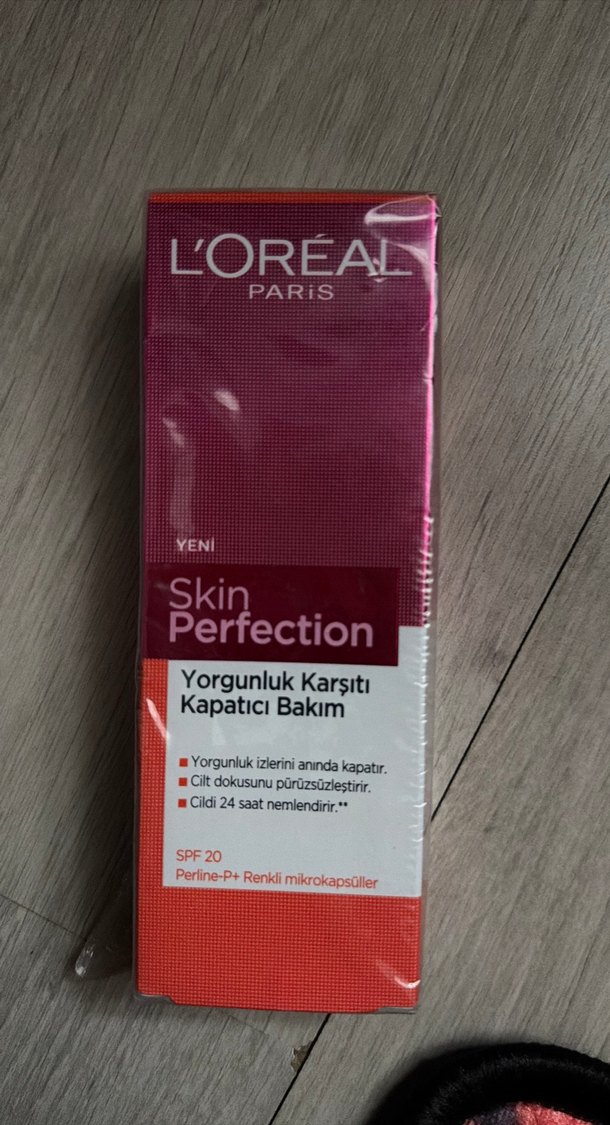 L'ORÉAL
PARiS
YENİ
Skin
Perfection
Yorgunluk Karşıtı
Kapatıcı Bakım
Yorgunluk izlerini anında kapatır.
Cilt dokusunu pürüzsüzleştirir.
Cildi 24 saat nemlendirir.**
SPF 20
Perline-P+ Renkli mikrokapsüller